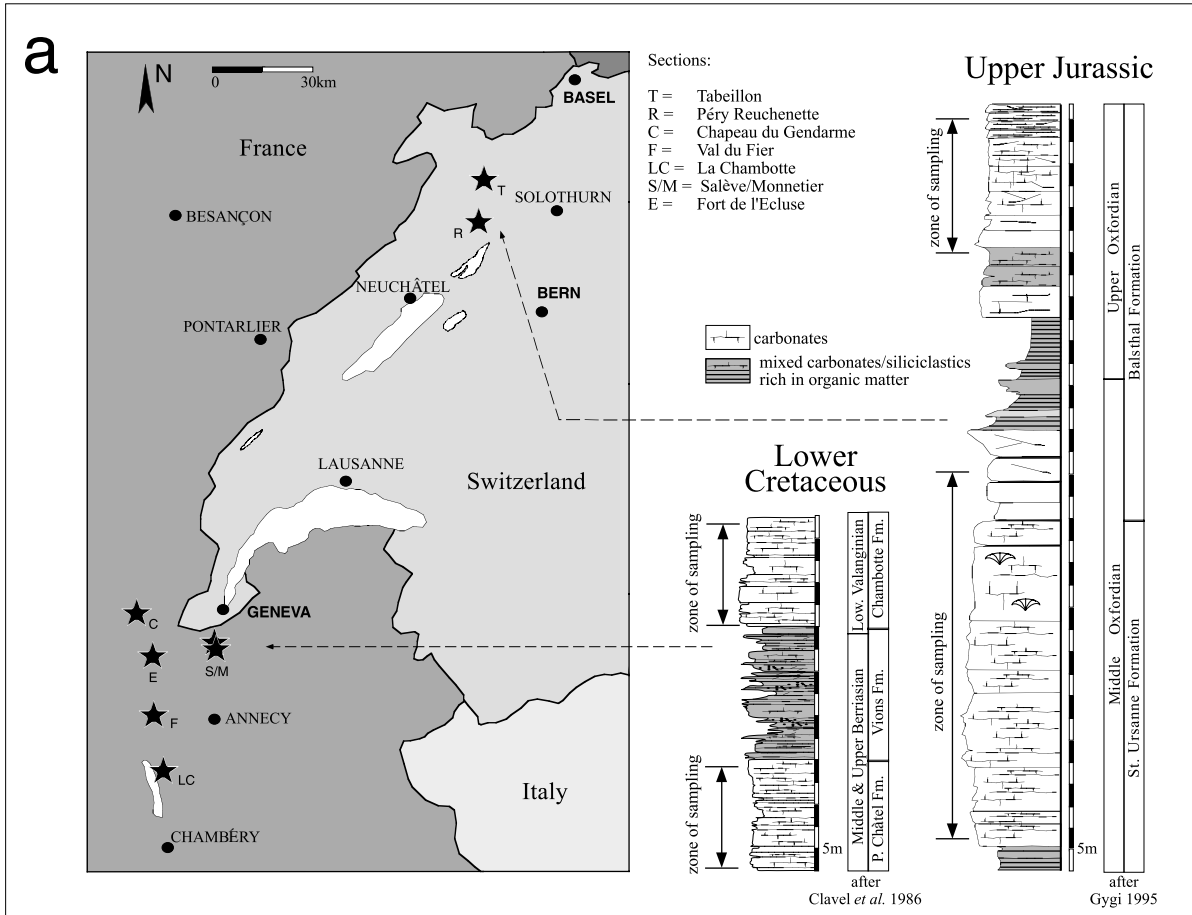 a
N
0 30km
France
BASEL
T
SOLOTHURN
BESANÇON
R
NEUCHÂTEL
BERN
PONTARLIER
LAUSANNE
Switzerland
GENEVA
C
E
S/M
F
ANNECY
LC
Italy
CHAMBÉRY
Sections:
T = Tabeillon
R = Péry Reuchenette
C = Chapeau du Gendarme
F = Val du Fier
LC = La Chambotte
S/M = Salève/Monnetier
E = Fort de l'Ecluse
carbonates
mixed carbonates/siliciclastics
rich in organic matter
Lower
Cretaceous
zone of sampling
zone of sampling
5m
Low. Valanginian
Middle & Upper Berriasian
Chambotte Fm.
Vions Fm.
P. Châtel Fm.
after
Clavel et al. 1986
Upper Jurassic
zone of sampling
zone of sampling
5m
Upper Oxfordian
Middle Oxfordian
Balsthal Formation
St. Ursanne Formation
after
Gygi 1995